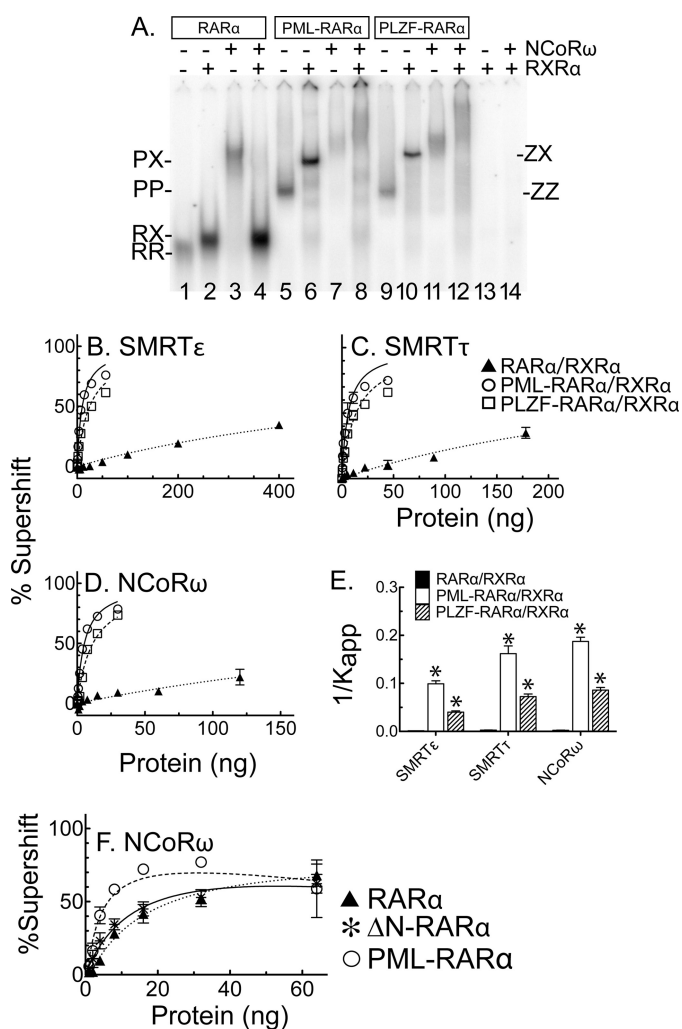 A.
RARα PML-RARα PLZF-RARα
- - + + - - + + - - + + - + NCoRω
- + - + - + - + - + - + + + RXRα
PX- -ZX
PP- -ZZ
RX-
RR-
1 2 3 4 5 6 7 8 9 10 11 12 13 14
% Supershift
B. SMRTε
100
50
0
0 200 400
C. SMRTτ
0 50 100 150 200
Protein (ng)
RARα/RXRα
PML-RARα/RXRα
PLZF-RARα/RXRα
D. NCoRω
100
50
0
0 50 100 150
Protein (ng)
E.
RARα/RXRα
PML-RARα/RXRα
PLZF-RARα/RXRα
1/Kapp
0.3
0.2
0.1
0.0
* * * * * *
SMRTε
SMRTτ
NCoRω
F. NCoRω
%Supershift
100
50
0
0 20 40 60
Protein (ng)
RARα
ΔN-RARα
PML-RARα